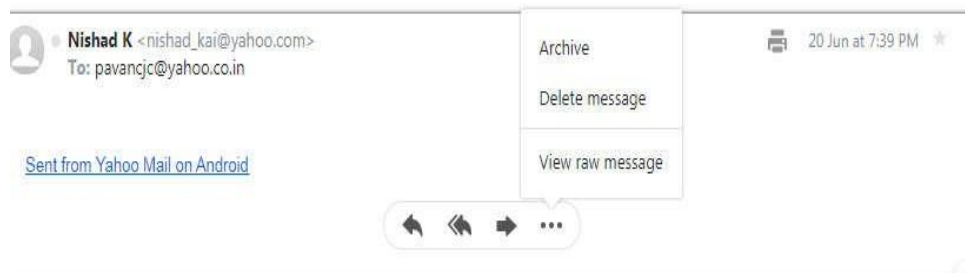 Nishad K <nishad_kai@yahoo.com>
To: pavancjc@yahoo.co.in
20 Jun at 7:39 PM
Archive
Delete message
View raw message
Sent from Yahoo Mail on Android